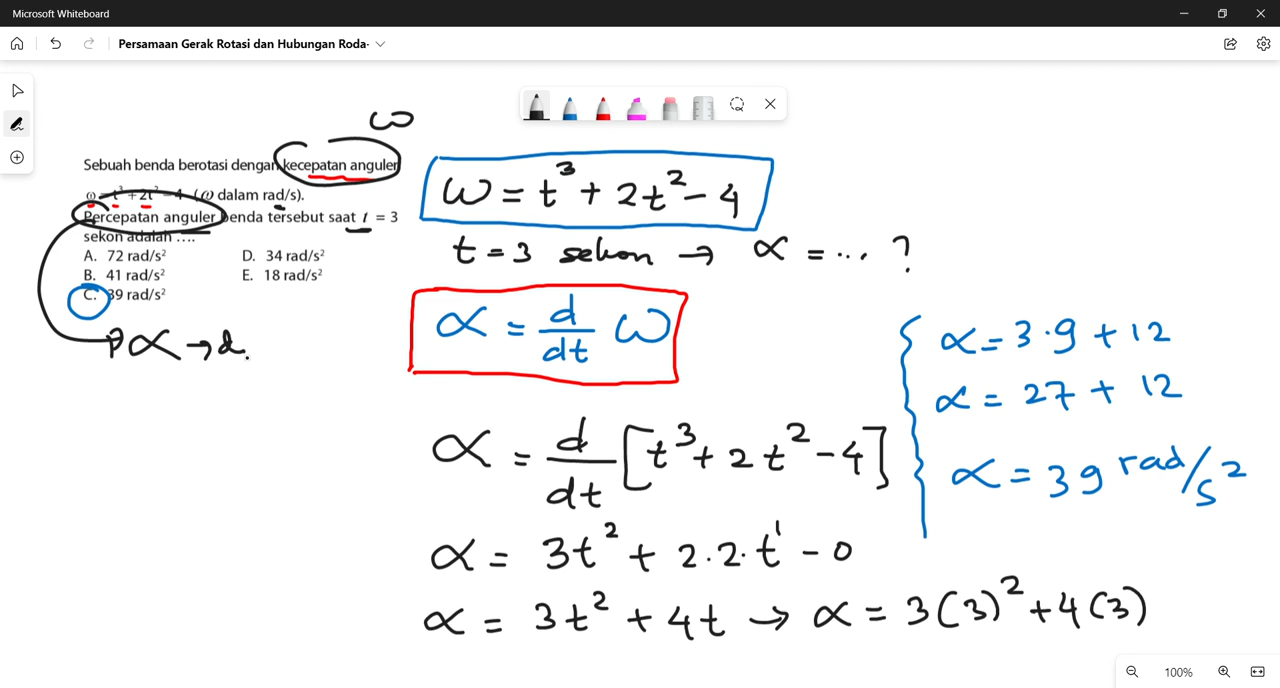 Microsoft Whiteboard
Persamaan Gerak Rotasi dan Hubungan Roda-
ω
Sebuah benda berotasi dengan kecepatan anguler
ω = t³ + 2t² − 4 (ω dalam rad/s).
Percepatan anguler benda tersebut saat t = 3
sekon adalah ....
A. 72 rad/s²
B. 41 rad/s²
C. 39 rad/s²
D. 34 rad/s²
E. 18 rad/s²
α → d.
ω = t³ + 2t² − 4
t = 3 sekon → α = ... ?
α = d/dt ω
α = d/dt [t³ + 2t² − 4]
α = 3t² + 2·2·t¹ − 0
α = 3t² + 4t → α = 3(3)² + 4(3)
α = 3·9 + 12
α = 27 + 12
α = 39 rad/s²
100%